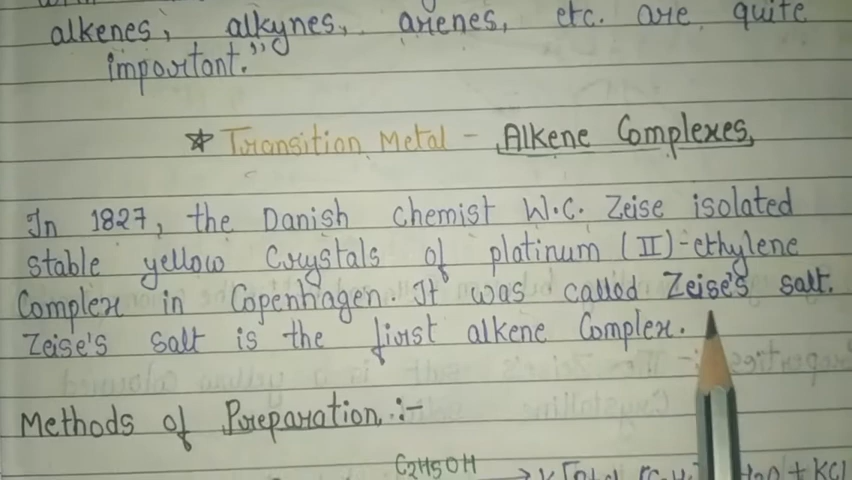 alkenes, alkynes, arenes, etc. are quite
important."
* Transition Metal - Alkene Complexes,
In 1827, the Danish chemist W.C. Zeise isolated
stable yellow Crystals of platinum (II)-ethylene
Complex in Copenhagen. It was called Zeise's salt.
Zeise's salt is the first alkene Complex.
Methods of Preparation :-
C2H5OH
+ KCl